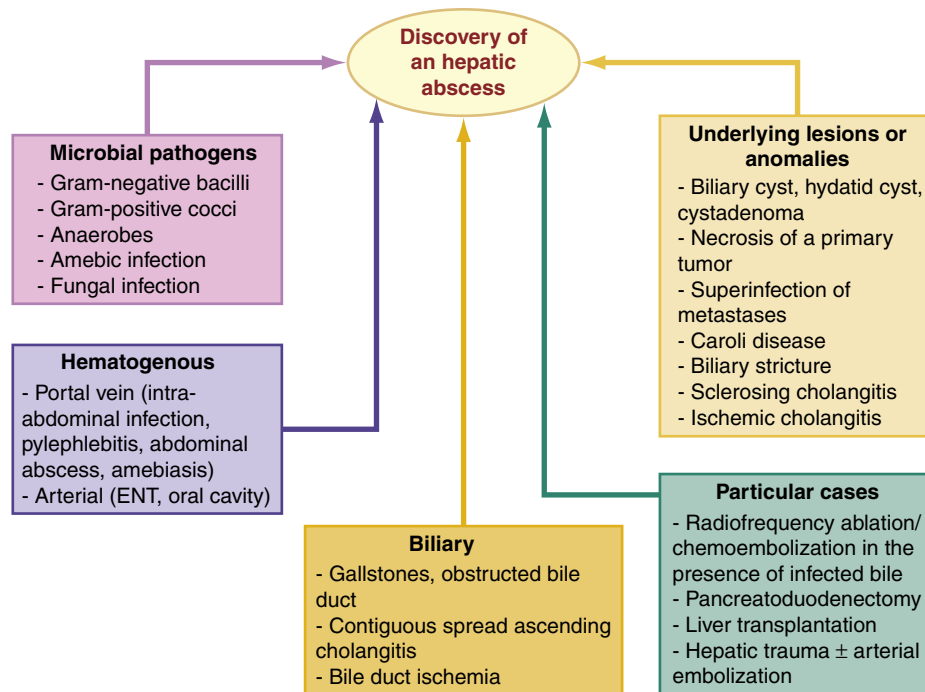 Discovery of
an hepatic
abscess
Microbial pathogens
- Gram-negative bacilli
- Gram-positive cocci
- Anaerobes
- Amebic infection
- Fungal infection
Underlying lesions or
anomalies
- Biliary cyst, hydatid cyst,
cystadenoma
- Necrosis of a primary
tumor
- Superinfection of
metastases
- Caroli disease
- Biliary stricture
- Sclerosing cholangitis
- Ischemic cholangitis
Hematogenous
- Portal vein (intra-
abdominal infection,
pylephlebitis, abdominal
abscess, amebiasis)
- Arterial (ENT, oral cavity)
Biliary
- Gallstones, obstructed bile
duct
- Contiguous spread ascending
cholangitis
- Bile duct ischemia
Particular cases
- Radiofrequency ablation/
chemoembolization in the
presence of infected bile
- Pancreatoduodenectomy
- Liver transplantation
- Hepatic trauma ± arterial
embolization